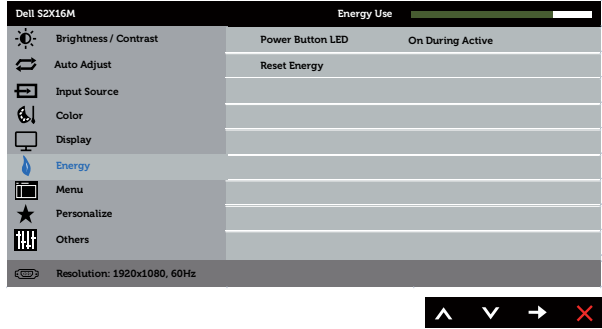 Dell S2X16M Energy Use
Brightness / Contrast Power Button LED On During Active
Auto Adjust Reset Energy
Input Source
Color
Display
Energy
Menu
Personalize
Others
Resolution: 1920x1080, 60Hz